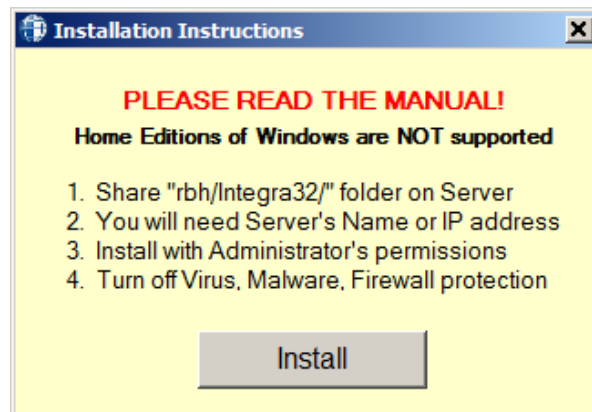 Installation Instructions
PLEASE READ THE MANUAL!
Home Editions of Windows are NOT supported
1. Share "rbh/Integra32/" folder on Server
2. You will need Server's Name or IP address
3. Install with Administrator's permissions
4. Turn off Virus, Malware, Firewall protection
Install